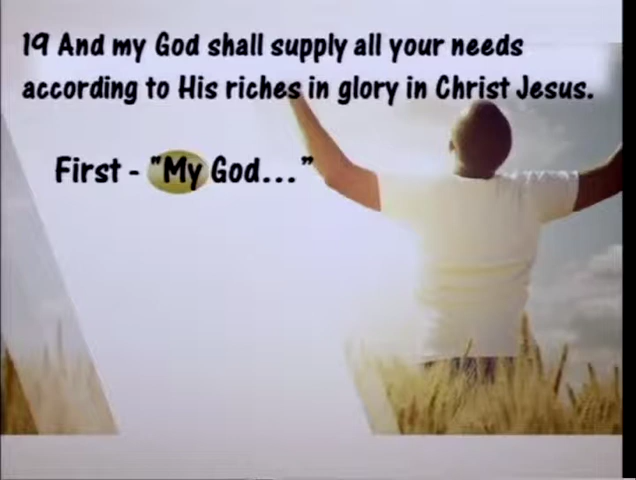 19 And my God shall supply all your needs
according to His riches in glory in Christ Jesus.
First - "My God..."